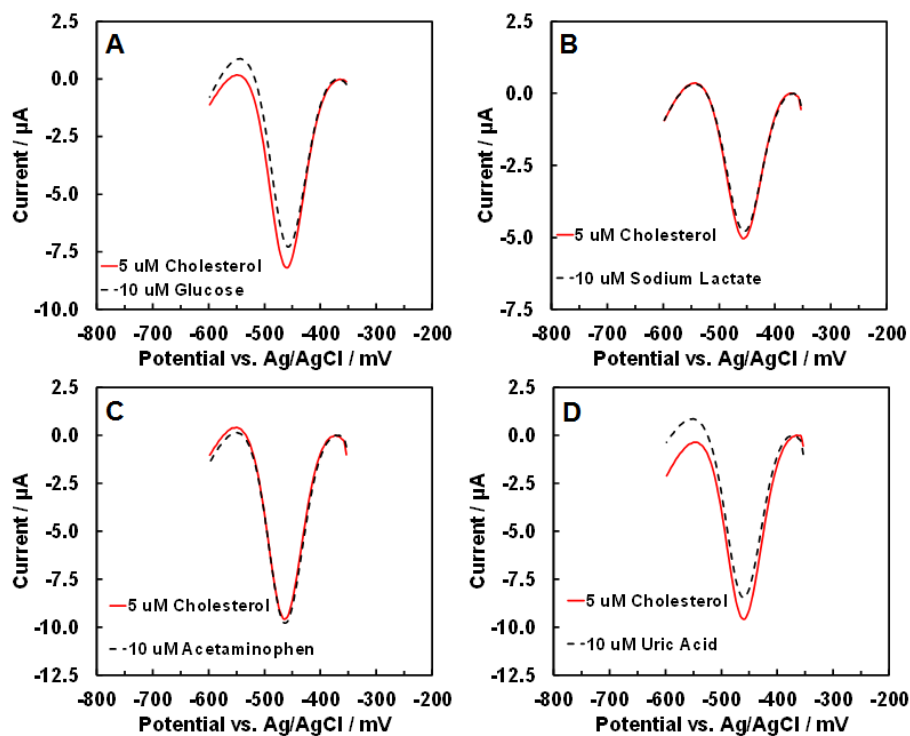 A
2.5
0.0
-2.5
-5.0
-7.5
-10.0
Current / µA
5 uM Cholesterol
10 uM Glucose
-800 -700 -600 -500 -400 -300 -200
Potential vs. Ag/AgCl / mV
B
2.5
0.0
-2.5
-5.0
-7.5
Current / µA
5 uM Cholesterol
10 uM Sodium Lactate
-800 -700 -600 -500 -400 -300 -200
Potential vs. Ag/AgCl / mV
C
2.5
0.0
-2.5
-5.0
-7.5
-10.0
-12.5
Current / µA
5 uM Cholesterol
10 uM Acetaminophen
-800 -700 -600 -500 -400 -300 -200
Potential vs. Ag/AgCl / mV
D
2.5
0.0
-2.5
-5.0
-7.5
-10.0
-12.5
Current / µA
5 uM Cholesterol
10 uM Uric Acid
-800 -700 -600 -500 -400 -300 -200
Potential vs. Ag/AgCl / mV